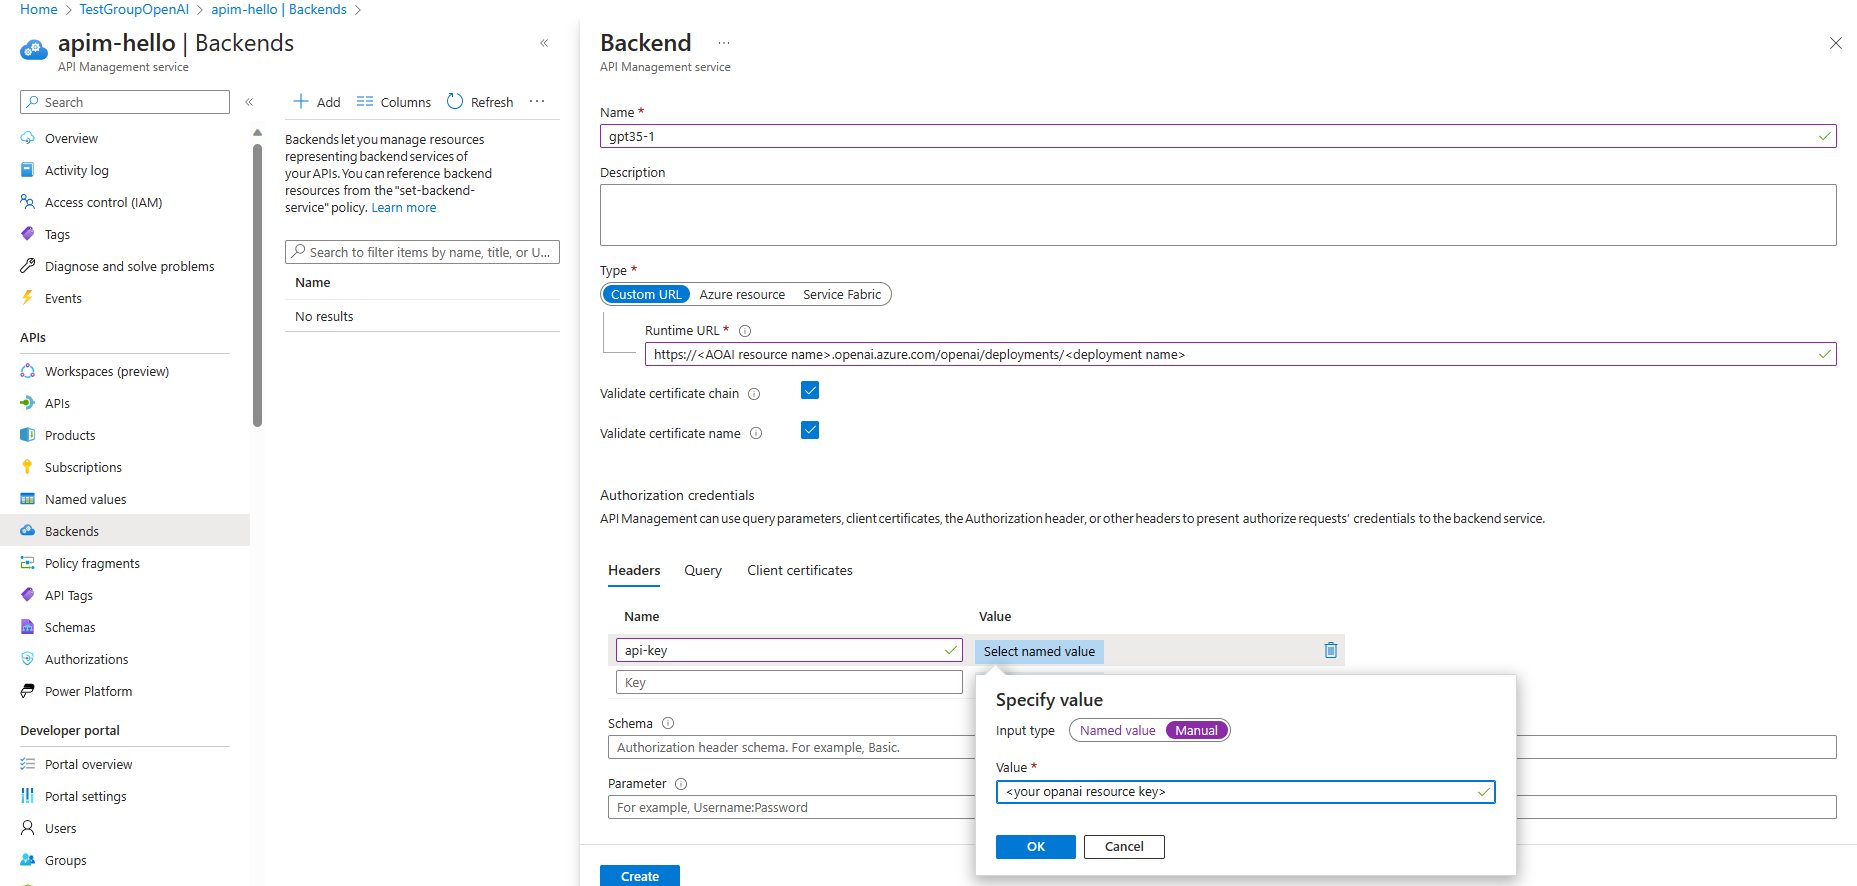 Home > TestGroupOpenAI > apim-hello | Backends >
apim-hello | Backends
API Management service
Search
Overview
Activity log
Access control (IAM)
Tags
Diagnose and solve problems
Events
APIs
Workspaces (preview)
APIs
Products
Subscriptions
Named values
Backends
Policy fragments
API Tags
Schemas
Authorizations
Power Platform
Developer portal
Portal overview
Portal settings
Users
Groups
Add Columns Refresh ...
Backends let you manage resources
representing backend services of
your APIs. You can reference backend
resources from the "set-backend-
service" policy. Learn more
Search to filter items by name, title, or U...
Name
No results
Backend ...
API Management service
Name *
gpt35-1
Description
Type *
Custom URL Azure resource Service Fabric
Runtime URL *
https://<AOAI resource name>.openai.azure.com/openai/deployments/<deployment name>
Validate certificate chain
Validate certificate name
Authorization credentials
API Management can use query parameters, client certificates, the Authorization header, or other headers to present authorize requests' credentials to the backend service.
Headers Query Client certificates
Name Value
api-key Select named value
Key
Schema
Authorization header schema. For example, Basic.
Parameter
For example, Username:Password
Specify value
Input type Named value Manual
Value *
<your opanai resource key>
OK Cancel
Create